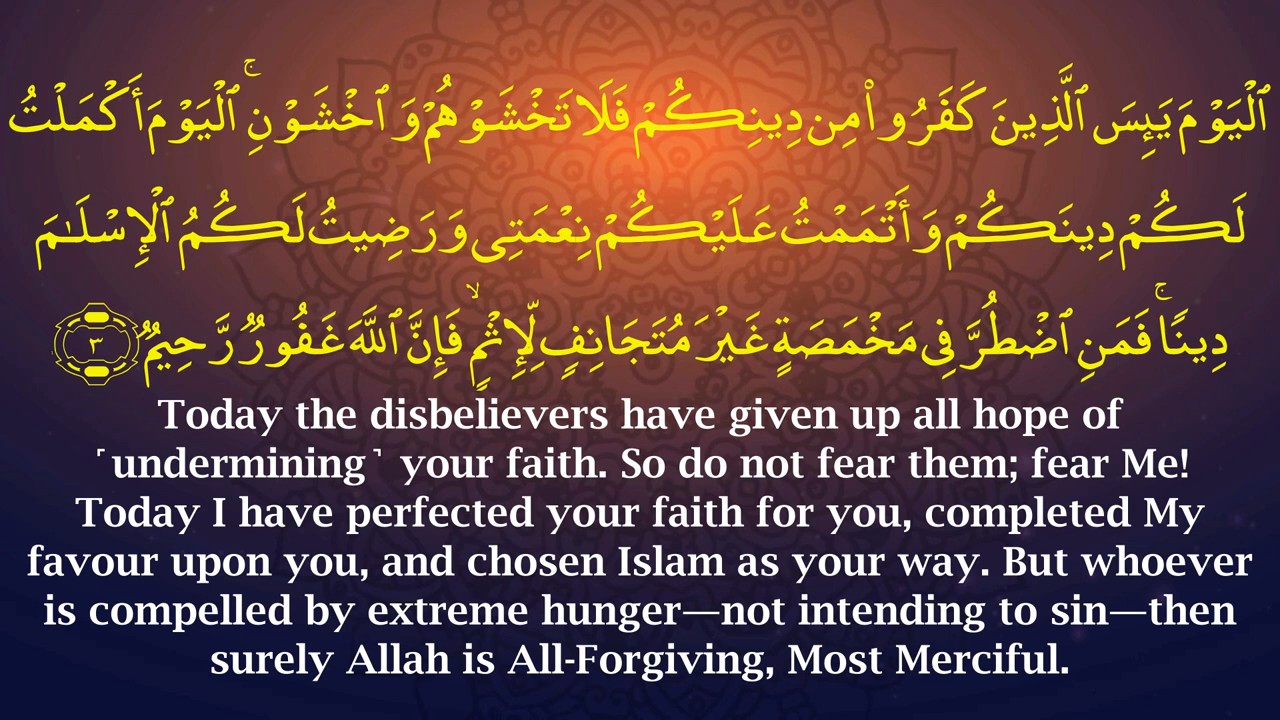 ٱلْيَوْمَ يَئِسَ ٱلَّذِينَ كَفَرُوا۟ مِن دِينِكُمْ فَلَا تَخْشَوْهُمْ وَٱخْشَوْنِ ۚ ٱلْيَوْمَ أَكْمَلْتُ
لَكُمْ دِينَكُمْ وَأَتْمَمْتُ عَلَيْكُمْ نِعْمَتِى وَرَضِيتُ لَكُمُ ٱلْإِسْلَـٰمَ
دِينًا ۚ فَمَنِ ٱضْطُرَّ فِى مَخْمَصَةٍ غَيْرَ مُتَجَانِفٍ لِّإِثْمٍ ۙ فَإِنَّ ٱللَّهَ غَفُورٌ رَّحِيمٌ ٣
Today the disbelievers have given up all hope of
˹undermining˺ your faith. So do not fear them; fear Me!
Today I have perfected your faith for you, completed My
favour upon you, and chosen Islam as your way. But whoever
is compelled by extreme hunger—not intending to sin—then
surely Allah is All-Forgiving, Most Merciful.